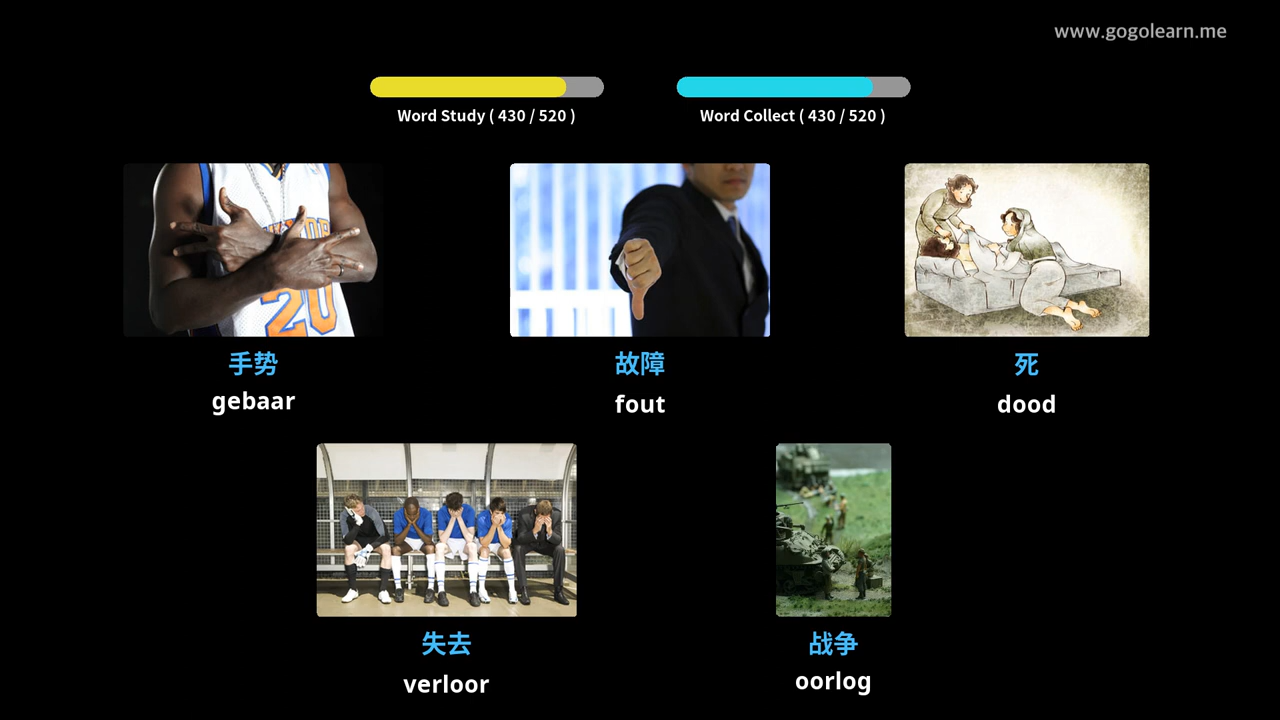 www.gogolearn.me
Word Study ( 430 / 520 )
Word Collect ( 430 / 520 )
20
手势
gebaar
故障
fout
死
dood
失去
verloor
战争
oorlog